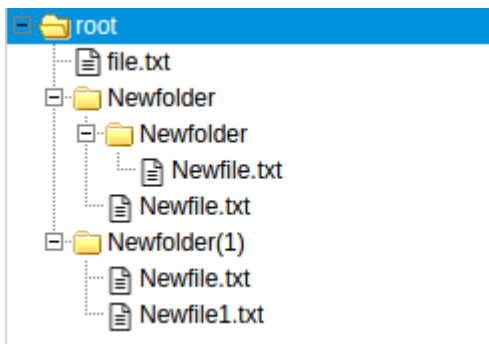 root
file.txt
Newfolder
Newfolder
Newfile.txt
Newfile.txt
Newfolder(1)
Newfile.txt
Newfile1.txt